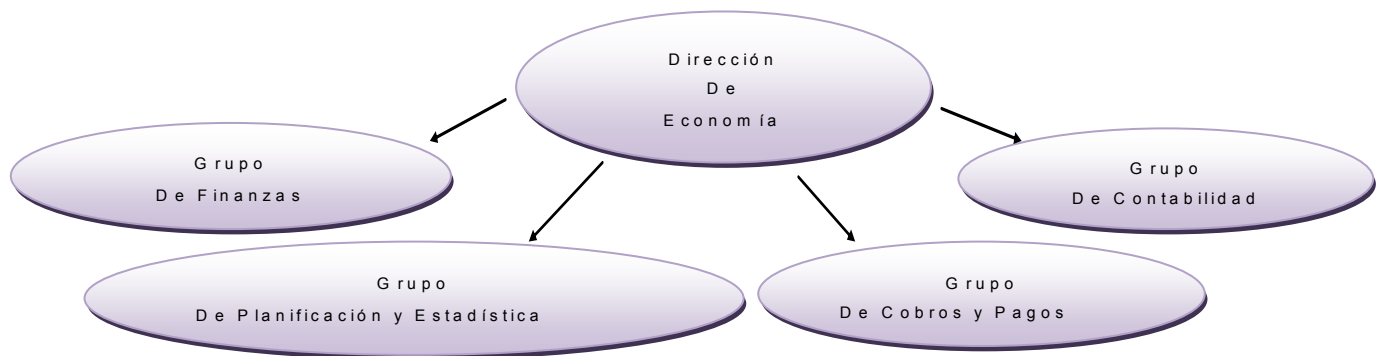 Dirección
De
Economía
Grupo
De Finanzas
Grupo
De Contabilidad
Grupo
De Planificación y Estadística
Grupo
De Cobros y Pagos